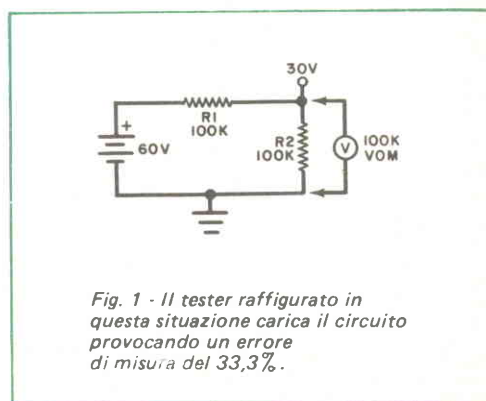 30V
+
R1
100K
60V
R2
100K
V
100K
VOM
Fig. 1 - Il tester raffigurato in
questa situazione carica il circuito
provocando un errore
di misura del 33,3%.